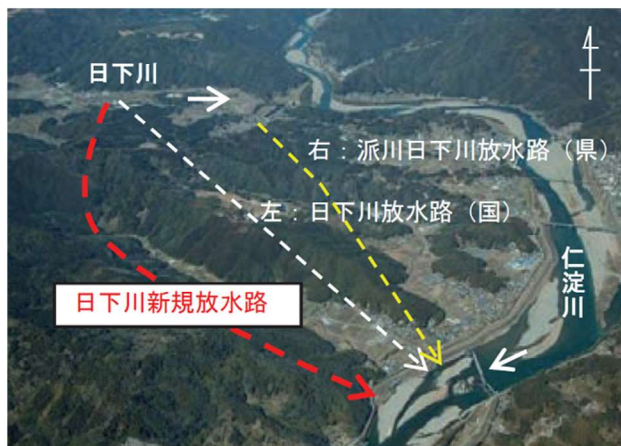 日下川
右：派川日下川放水路（県）
左：日下川放水路（国）
仁淀川
日下川新規放水路